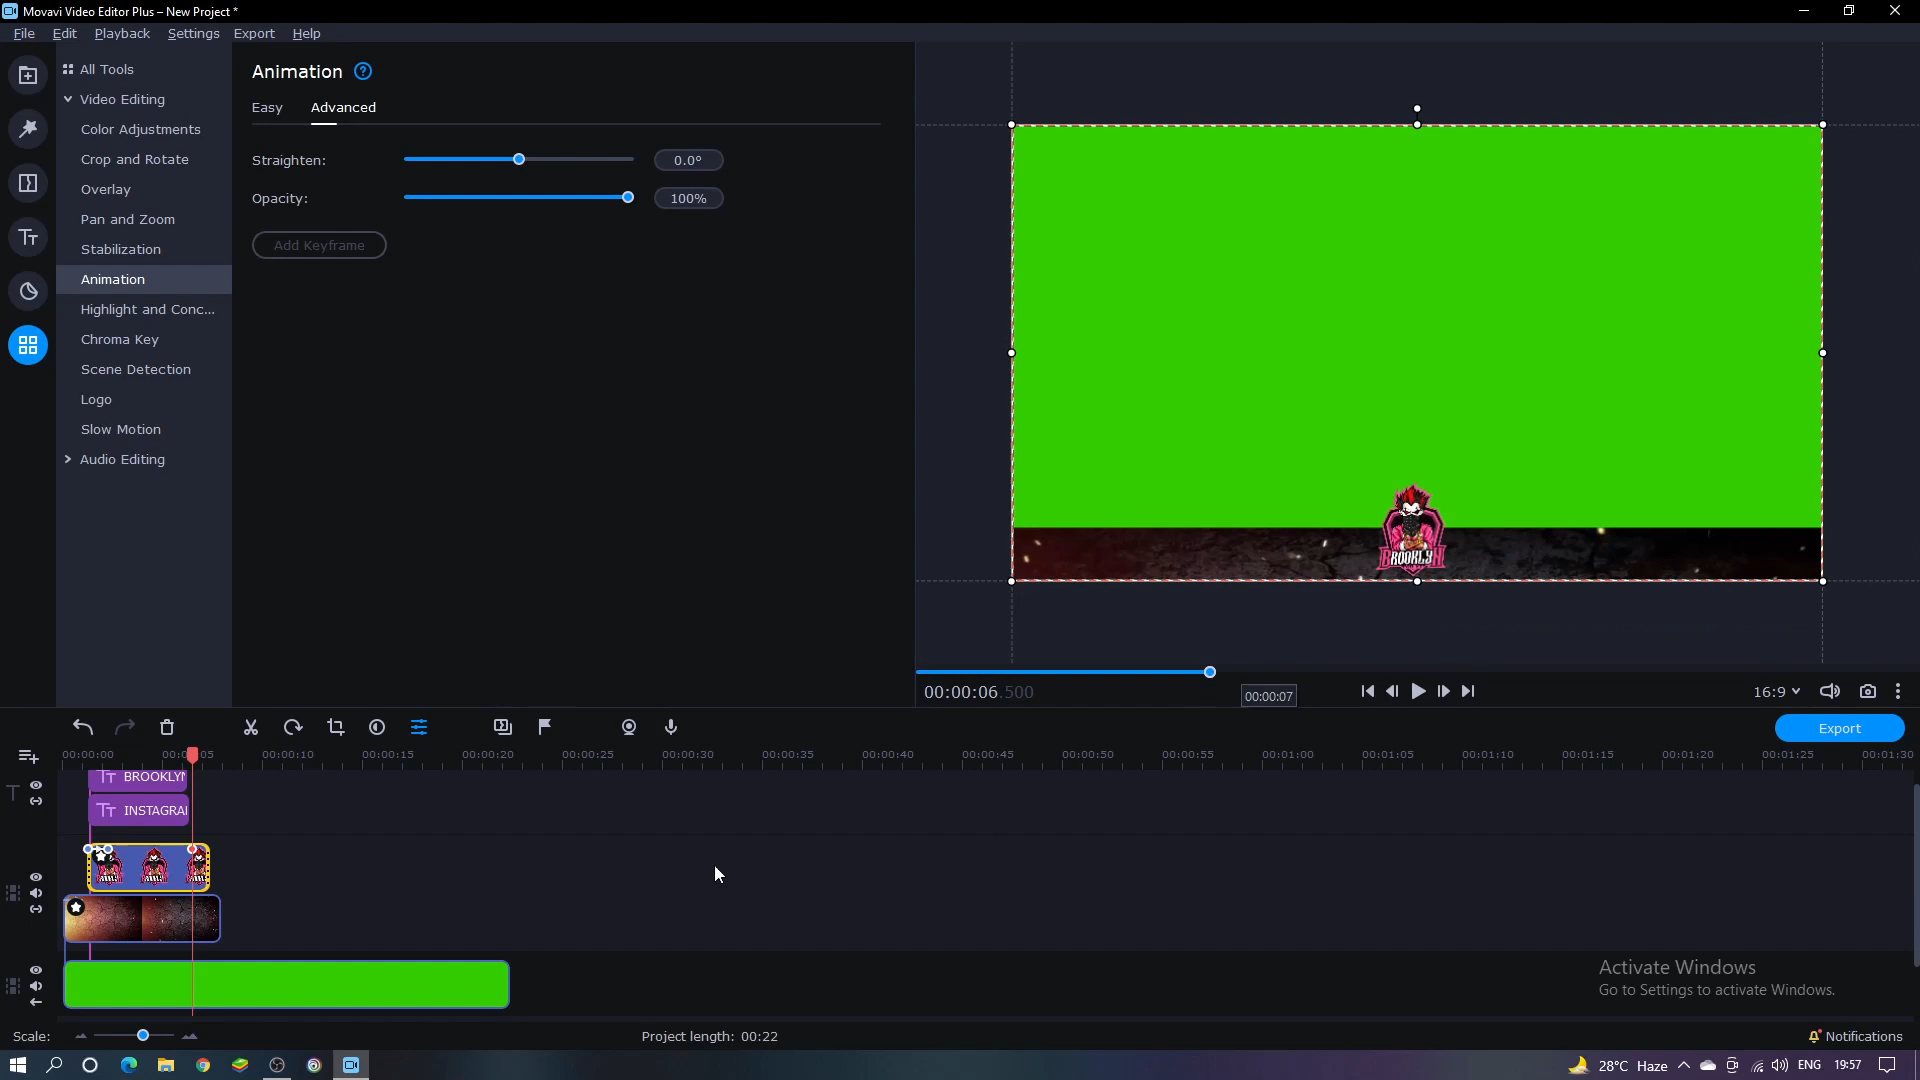 Movavi Video Editor Plus – New Project *
File Edit Playback Settings Export Help
All Tools
Video Editing
Color Adjustments
Crop and Rotate
Overlay
Pan and Zoom
Stabilization
Animation
Highlight and Conc...
Chroma Key
Scene Detection
Logo
Slow Motion
Audio Editing
Animation ?
Easy Advanced
Straighten: 0.0°
Opacity: 100%
Add Keyframe
BROOKLYN
00:00:06.500
00:00:07
16:9
Export
00:00:00 00:00:05 00:00:10 00:00:15 00:00:20 00:00:25 00:00:30 00:00:35 00:00:40 00:00:45 00:00:50 00:00:55 00:01:00 00:01:05 00:01:10 00:01:15 00:01:20 00:01:25 00:01:30
Tт BROOKLYN
Tт INSTAGRAI
Activate Windows
Go to Settings to activate Windows.
Scale:
Project length: 00:22
Notifications
28°C Haze
ENG
19:57